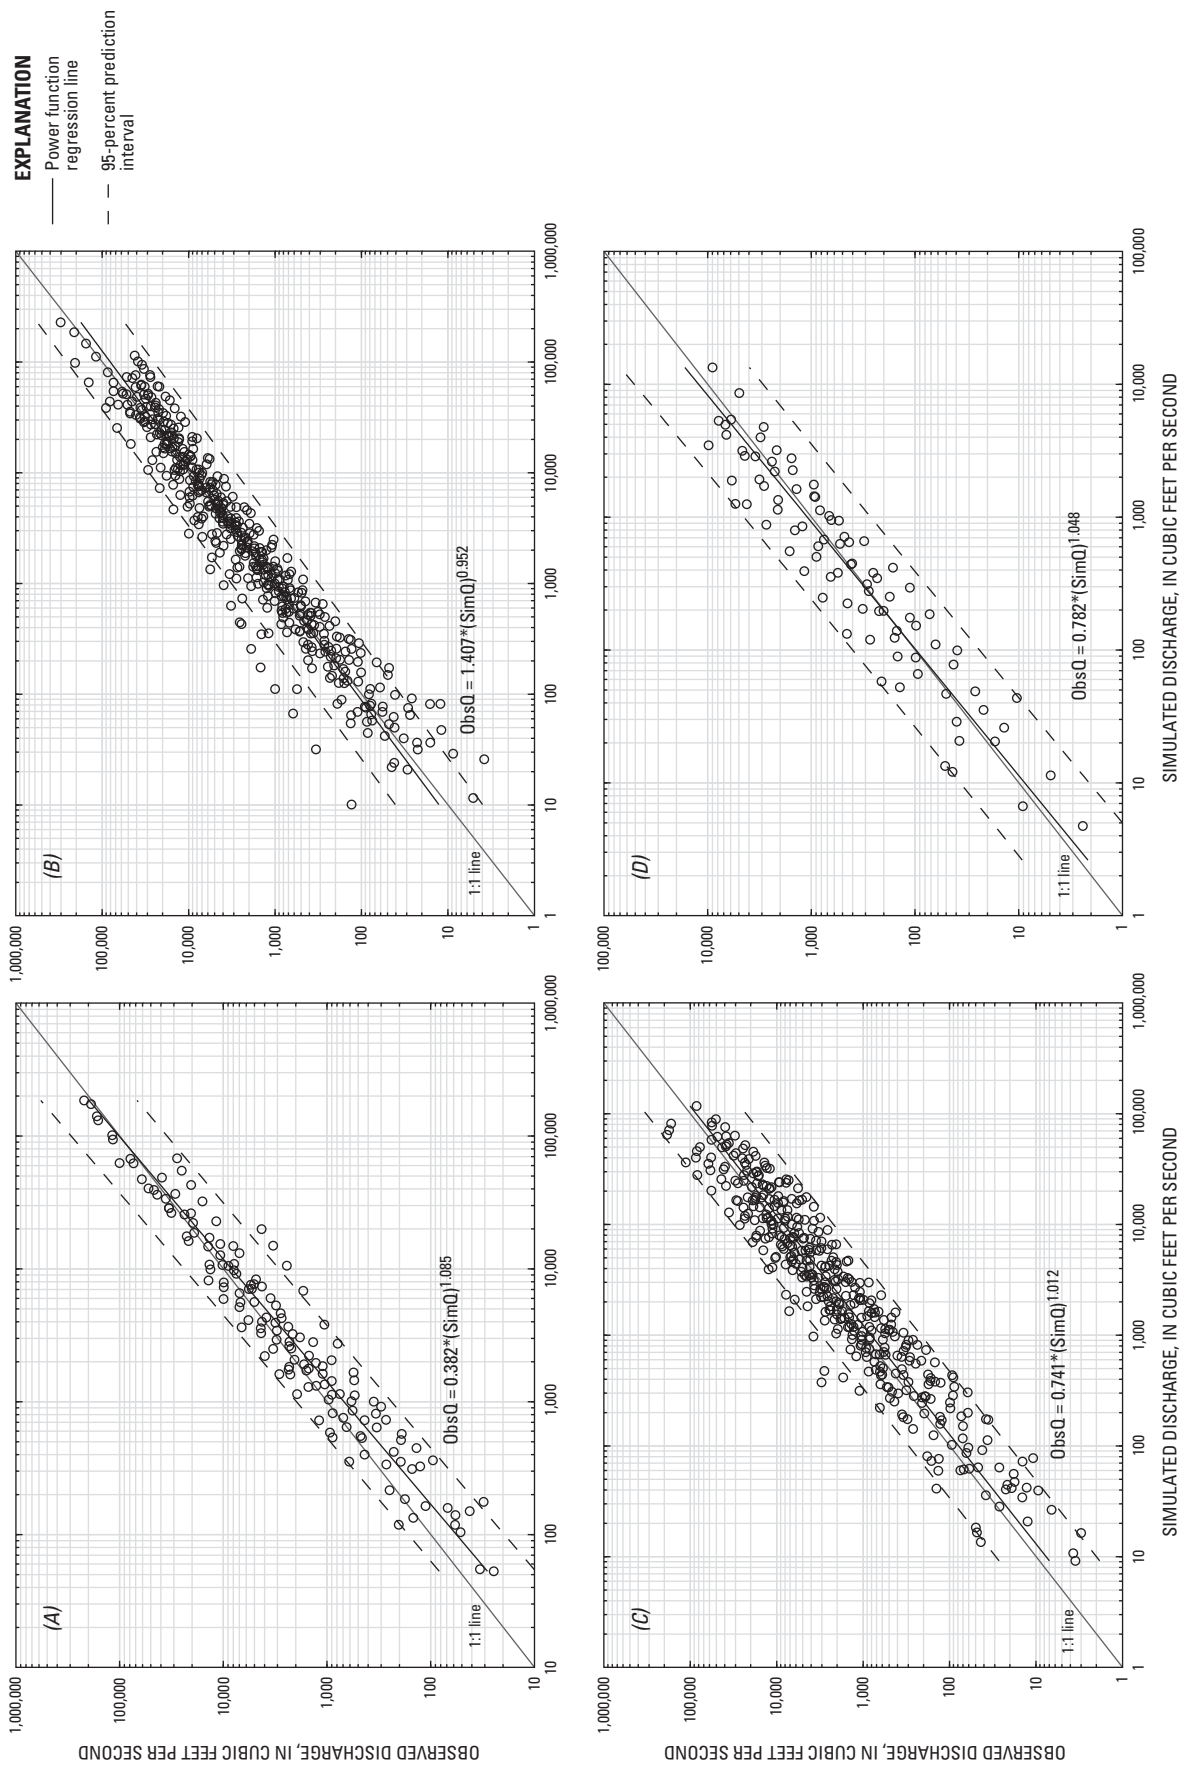 EXPLANATION
Power function
regression line
95-percent prediction
interval
OBSERVED DISCHARGE, IN CUBIC FEET PER SECOND
1,000,000
100,000
10,000
1,000
100
10
(A)
1:1 line
ObsQ = 0.382*(SimQ)1.085
10
100
1,000
10,000
100,000
1,000,000
1,000,000
100,000
10,000
1,000
100
10
1
(B)
1:1 line
ObsQ = 1.407*(SimQ)0.952
1
10
100
1,000
10,000
100,000
1,000,000
OBSERVED DISCHARGE, IN CUBIC FEET PER SECOND
1,000,000
100,000
10,000
1,000
100
10
1
(C)
1:1 line
ObsQ = 0.741*(SimQ)1.012
1
10
100
1,000
10,000
100,000
1,000,000
SIMULATED DISCHARGE, IN CUBIC FEET PER SECOND
100,000
10,000
1,000
100
10
1
(D)
1:1 line
ObsQ = 0.782*(SimQ)1.048
1
10
100
1,000
10,000
100,000
SIMULATED DISCHARGE, IN CUBIC FEET PER SECOND